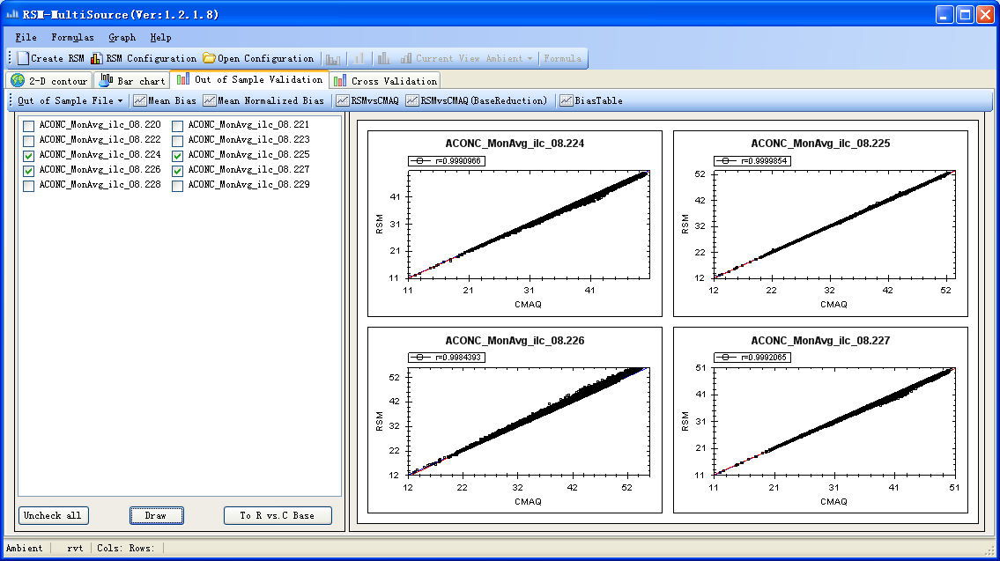 RSM-MultiSource(Ver:1.2.1.8)
File Formulas Graph Help
Create RSM RSM Configuration Open Configuration Current View Ambient Formula
2-D contour Bar chart Out of Sample Validation Cross Validation
Out of Sample File Mean Bias Mean Normalized Bias RSMvsCMAQ RSMvsCMAQ(BaseReduction) BiasTable
ACONC_MonAvg_ilc_08.220 ACONC_MonAvg_ilc_08.221
ACONC_MonAvg_ilc_08.222 ACONC_MonAvg_ilc_08.223
ACONC_MonAvg_ilc_08.224 ACONC_MonAvg_ilc_08.225
ACONC_MonAvg_ilc_08.226 ACONC_MonAvg_ilc_08.227
ACONC_MonAvg_ilc_08.228 ACONC_MonAvg_ilc_08.229
Uncheck all Draw To R vs.C Base
ACONC_MonAvg_ilc_08.224
r=0.9990966
41
31
21
11
RSM
11 21 31 41
CMAQ
ACONC_MonAvg_ilc_08.225
r=0.9999854
52
42
32
22
12
RSM
12 22 32 42 52
CMAQ
ACONC_MonAvg_ilc_08.226
r=0.9984393
52
42
32
22
12
RSM
12 22 32 42 52
CMAQ
ACONC_MonAvg_ilc_08.227
r=0.9992065
51
41
31
21
11
RSM
11 21 31 41 51
CMAQ
Ambient rvt Cols: Rows: